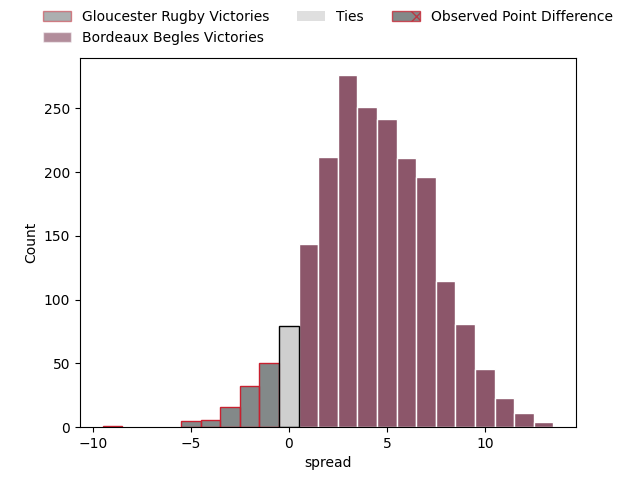 Gloucester Rugby Victories
Ties
Observed Point Difference
Bordeaux Begles Victories
Count
250
200
150
100
50
0
−10
−5
0
5
10
spread